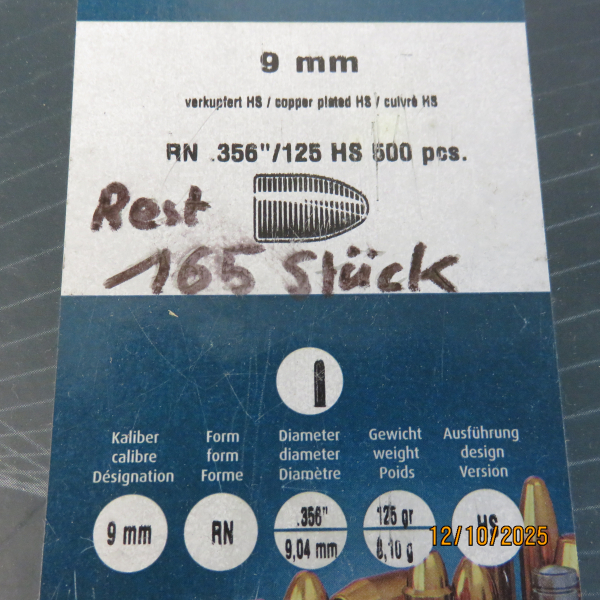 9 mm
verkupfert HS / copper plated HS / cuivré HS
RN .356"/125 HS 500 pcs.
Rest
165 Stück
Kaliber
calibre
Désignation
Form
form
Forme
Diameter
diameter
Diamètre
Gewicht
weight
Poids
Ausführung
design
Version
9 mm
RN
.356"
9,04 mm
125 gr
8,10 g
HS
12/10/2025